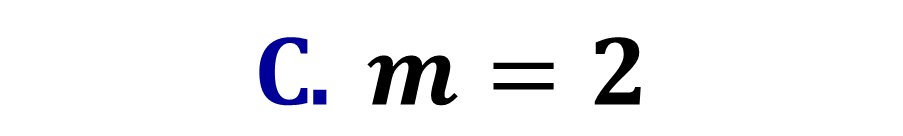 C. m = 2